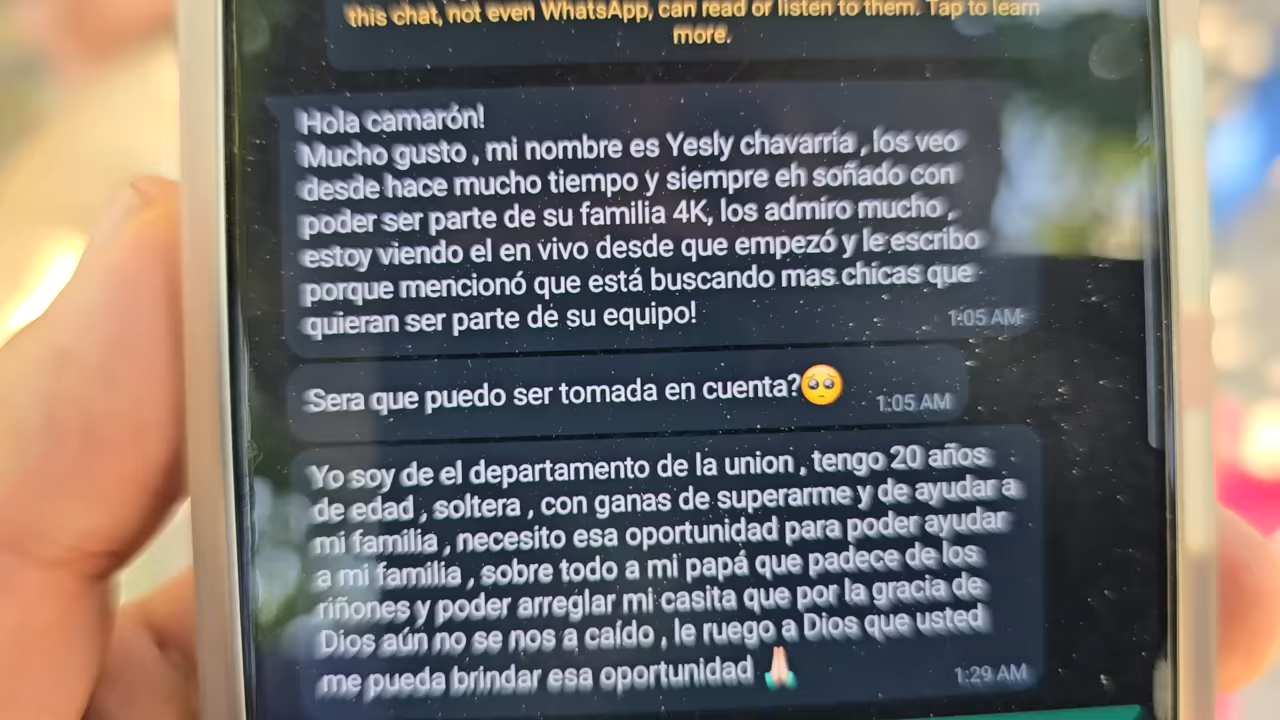 this chat, not even WhatsApp, can read or listen to them. Tap to learn
more.
Hola camarón!
Mucho gusto , mi nombre es Yesly chavarría , los veo
desde hace mucho tiempo y siempre eh soñado con
poder ser parte de su familia 4K, los admiro mucho ,
estoy viendo el en vivo desde que empezó y le escribo
porque mencionó que está buscando mas chicas que
quieran ser parte de su equipo!
1:05 AM
Sera que puedo ser tomada en cuenta?🥺
1:05 AM
Yo soy de el departamento de la union , tengo 20 años
de edad , soltera , con ganas de superarme y de ayudar a
mi familia , necesito esa oportunidad para poder ayudar
a mi familia , sobre todo a mi papá que padece de los
riñones y poder arreglar mi casita que por la gracia de
Dios aún no se nos a caído , le ruego a Dios que usted
me pueda brindar esa oportunidad 🙏🏻
1:29 AM